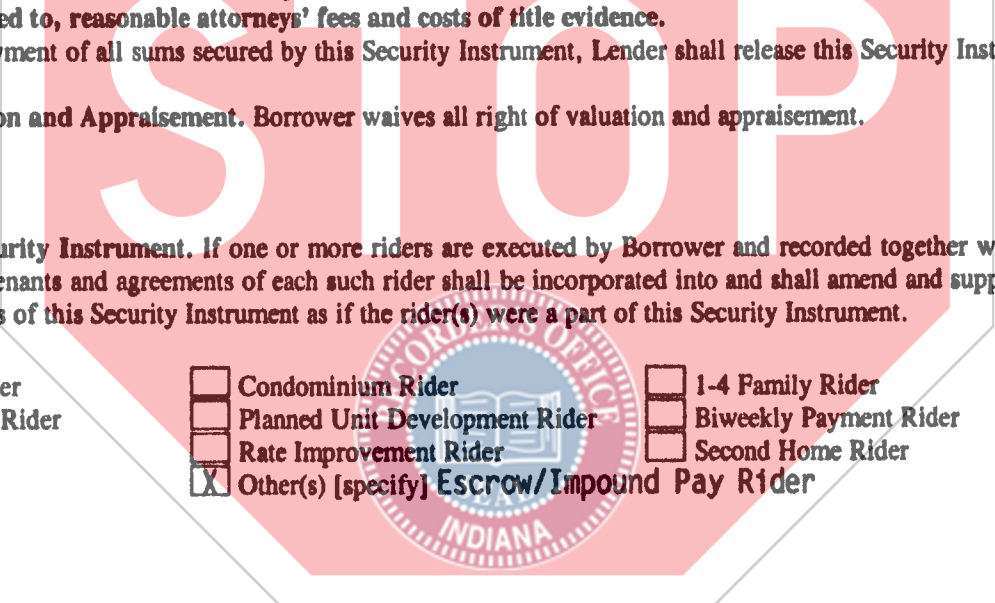 STOP
ed to, reasonable attorneys' fees and costs of title evidence.
yment of all sums secured by this Security Instrument, Lender shall release this Security Inst
on and Appraisement. Borrower waives all right of valuation and appraisement.
urity Instrument. If one or more riders are executed by Borrower and recorded together w
enants and agreements of each such rider shall be incorporated into and shall amend and supp
s of this Security Instrument as if the rider(s) were a part of this Security Instrument.
er Condominium Rider 1-4 Family Rider
Rider Planned Unit Development Rider Biweekly Payment Rider
Rate Improvement Rider Second Home Rider
X Other(s) [specify] Escrow/Impound Pay Rider
RECORDER'S OFFICE
SEAL
INDIANA